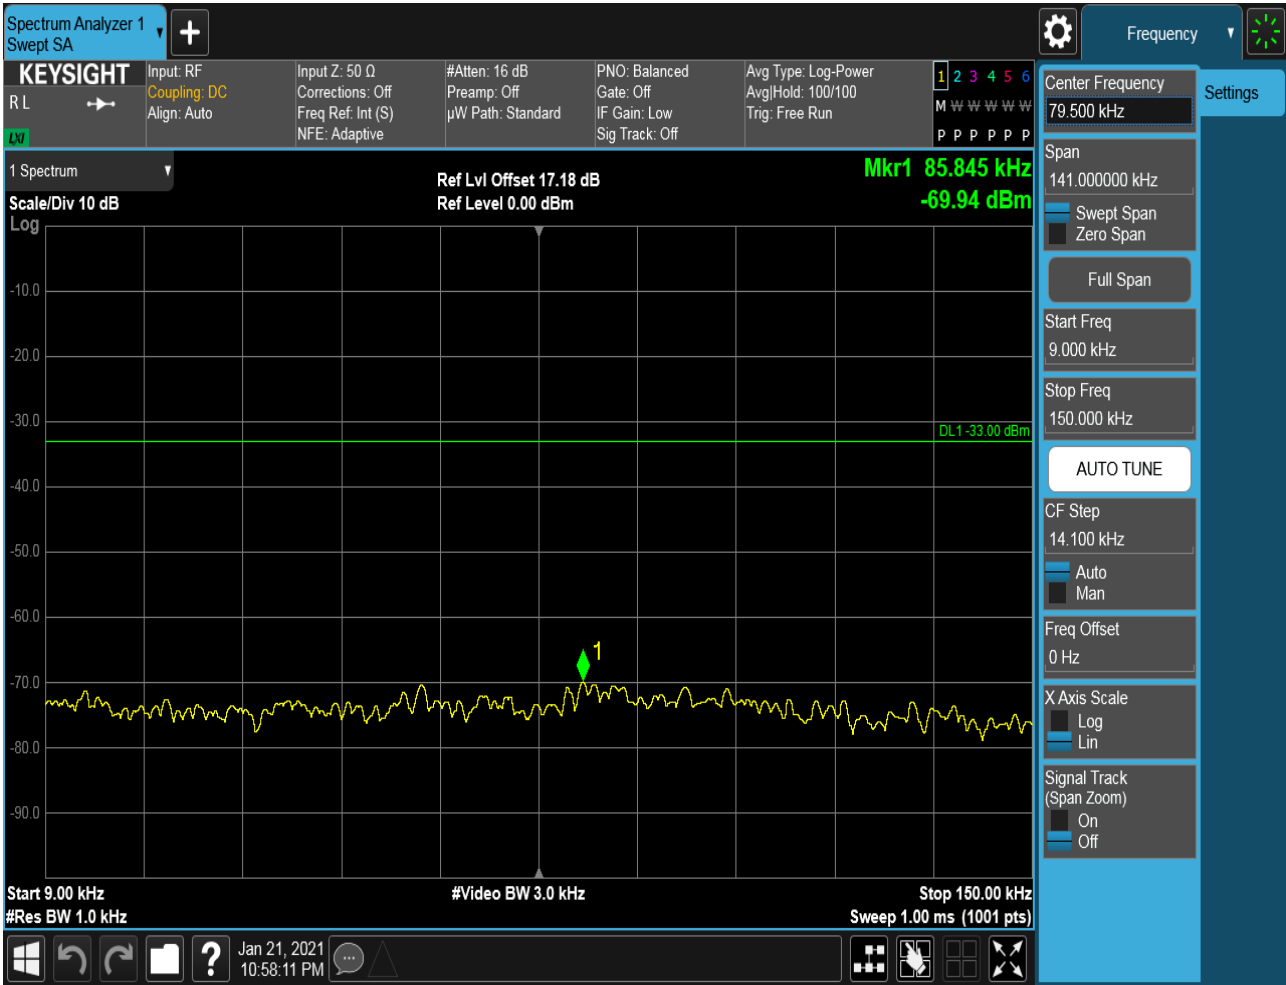 Spectrum Analyzer 1
Swept SA
+
Frequency
KEYSIGHT
R L
LXI
Input: RF
Coupling: DC
Align: Auto
Input Z: 50 Ω
Corrections: Off
Freq Ref: Int (S)
NFE: Adaptive
#Atten: 16 dB
Preamp: Off
µW Path: Standard
PNO: Balanced
Gate: Off
IF Gain: Low
Sig Track: Off
Avg Type: Log-Power
Avg|Hold: 100/100
Trig: Free Run
1 2 3 4 5 6
M W W W W W
P P P P P P
1 Spectrum
Scale/Div 10 dB
Log
Ref Lvl Offset 17.18 dB
Ref Level 0.00 dBm
Mkr1 85.845 kHz
-69.94 dBm
-10.0
-20.0
-30.0
DL1 -33.00 dBm
-40.0
-50.0
-60.0
1
-70.0
-80.0
-90.0
Start 9.00 kHz
#Res BW 1.0 kHz
#Video BW 3.0 kHz
Stop 150.00 kHz
Sweep 1.00 ms (1001 pts)
Center Frequency
79.500 kHz
Settings
Span
141.000000 kHz
Swept Span
Zero Span
Full Span
Start Freq
9.000 kHz
Stop Freq
150.000 kHz
AUTO TUNE
CF Step
14.100 kHz
Auto
Man
Freq Offset
0 Hz
X Axis Scale
Log
Lin
Signal Track
(Span Zoom)
On
Off
?
Jan 21, 2021
10:58:11 PM